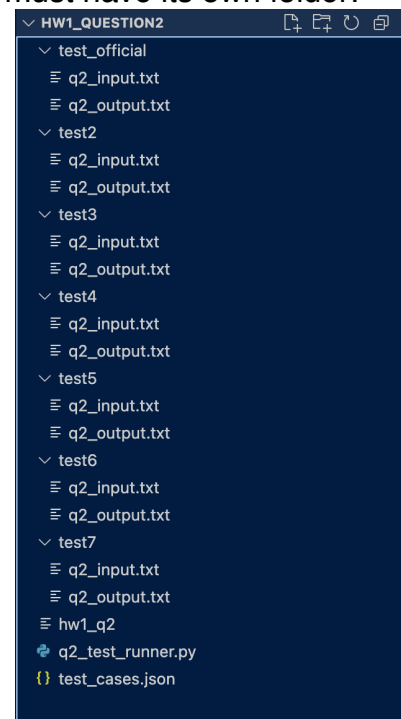 must have its own folder.
HW1_QUESTION2
test_official
q2_input.txt
q2_output.txt
test2
q2_input.txt
q2_output.txt
test3
q2_input.txt
q2_output.txt
test4
q2_input.txt
q2_output.txt
test5
q2_input.txt
q2_output.txt
test6
q2_input.txt
q2_output.txt
test7
q2_input.txt
q2_output.txt
hw1_q2
q2_test_runner.py
{} test_cases.json